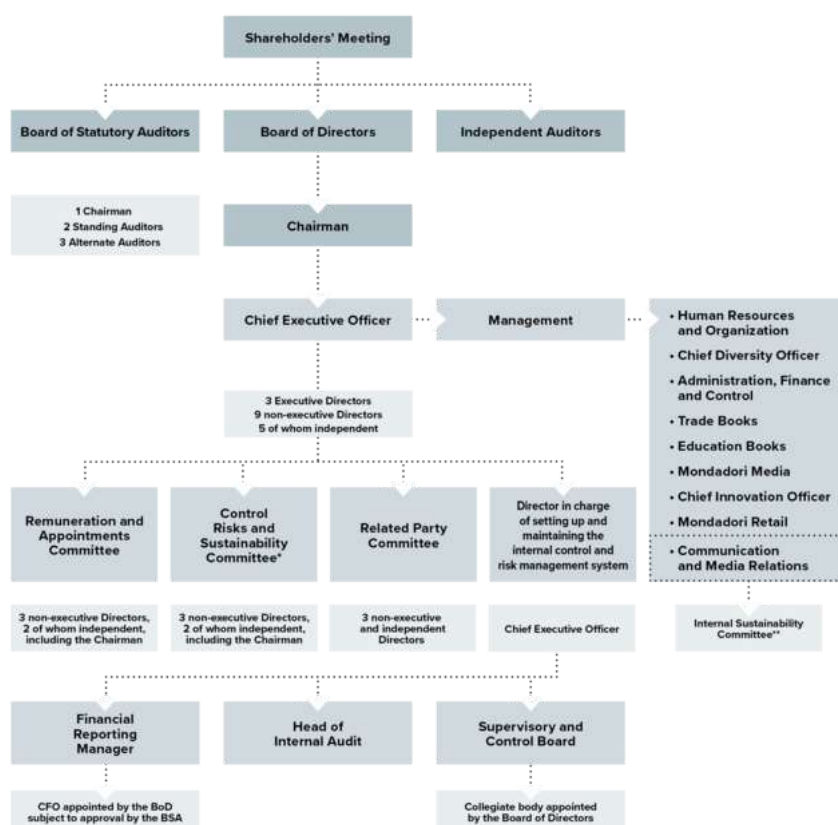 Shareholders' Meeting
Board of Statutory Auditors
Board of Directors
Independent Auditors
1 Chairman
2 Standing Auditors
3 Alternate Auditors
Chairman
Chief Executive Officer
Management
• Human Resources
and Organization
• Chief Diversity Officer
• Administration, Finance
and Control
• Trade Books
• Education Books
• Mondadori Media
• Chief Innovation Officer
• Mondadori Retail
• Communication
and Media Relations
3 Executive Directors
9 non-executive Directors
5 of whom independent
Remuneration and
Appointments
Committee
Control
Risks and
Sustainability
Committee*
Related Party
Committee
Director in charge
of setting up and
maintaining the
internal control and
risk management system
3 non-executive Directors,
2 of whom independent,
including the Chairman
3 non-executive Directors,
2 of whom independent,
including the Chairman
3 non-executive
and independent
Directors
Chief Executive Officer
Internal Sustainability
Committee**
Financial
Reporting
Manager
Head of
Internal Audit
Supervisory and
Control Board
CFO appointed by the BoD
subject to approval by the BSA
Collegiate body appointed
by the Board of Directors